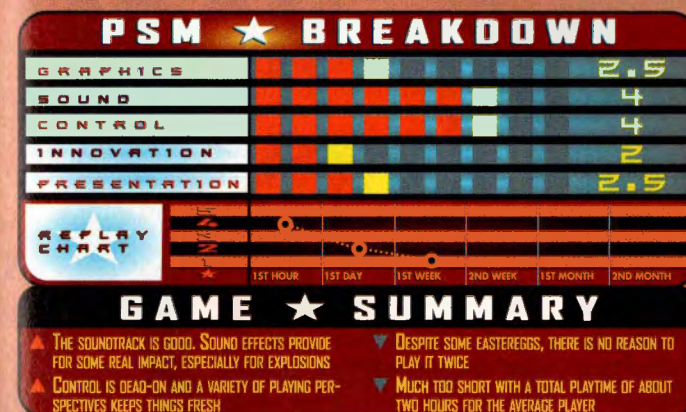 PSM ★ BREAKDOWN
GRAPHICS 2.5
SOUND 4
CONTROL 4
INNOVATION 2
PRESENTATION 2.5
REPLAY
CHART
1ST HOUR 1ST DAY 1ST WEEK 2ND WEEK 1ST MONTH 2ND MONTH
GAME ★ SUMMARY
THE SOUNDTRACK IS GOOD. SOUND EFFECTS PROVIDE
FOR SOME REAL IMPACT, ESPECIALLY FOR EXPLOSIONS
CONTROL IS DEAD-ON AND A VARIETY OF PLAYING PER-
SPECTIVES KEEPS THINGS FRESH
DESPITE SOME EASTEREGGS, THERE IS NO REASON TO
PLAY IT TWICE
MUCH TOO SHORT WITH A TOTAL PLAYTIME OF ABOUT
TWO HOURS FOR THE AVERAGE PLAYER